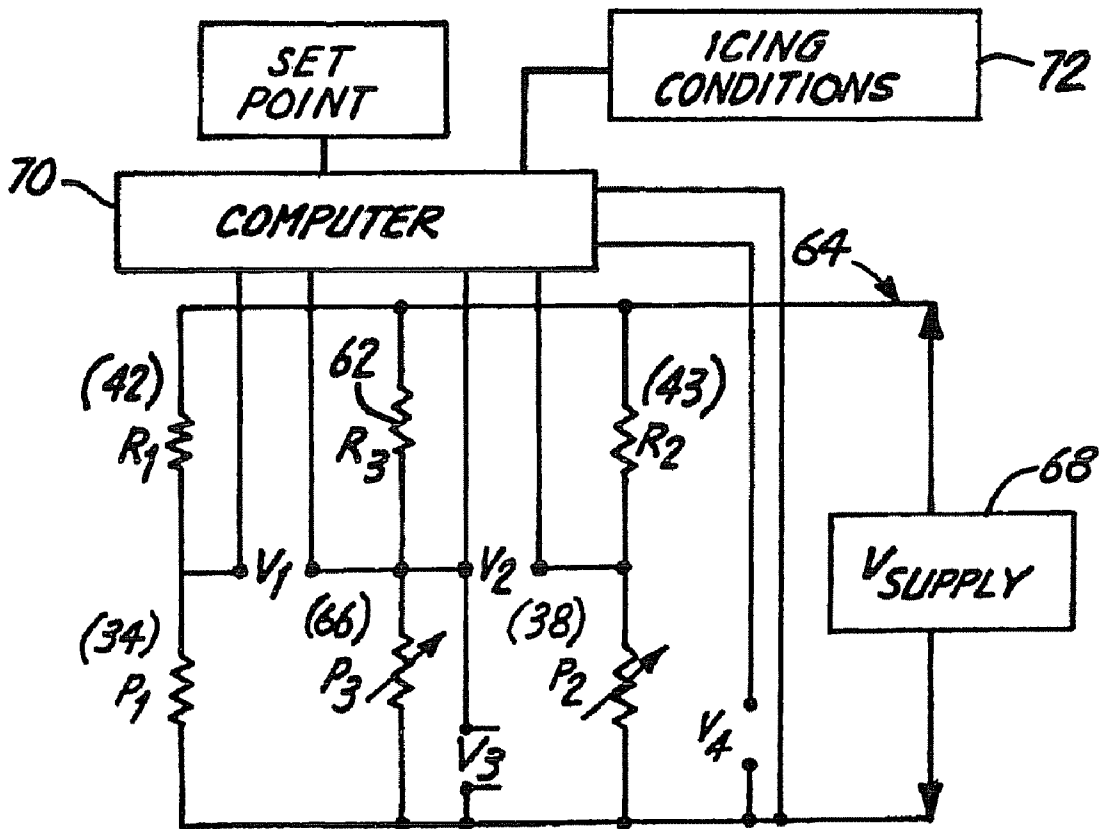 SET
POINT
ICING
CONDITIONS
72
70
COMPUTER
64
(42)
62
(43)
R1
R3
R2
68
V1
V2
VSUPPLY
(34)
(66)
(38)
P1
P3
P2
V3
V4